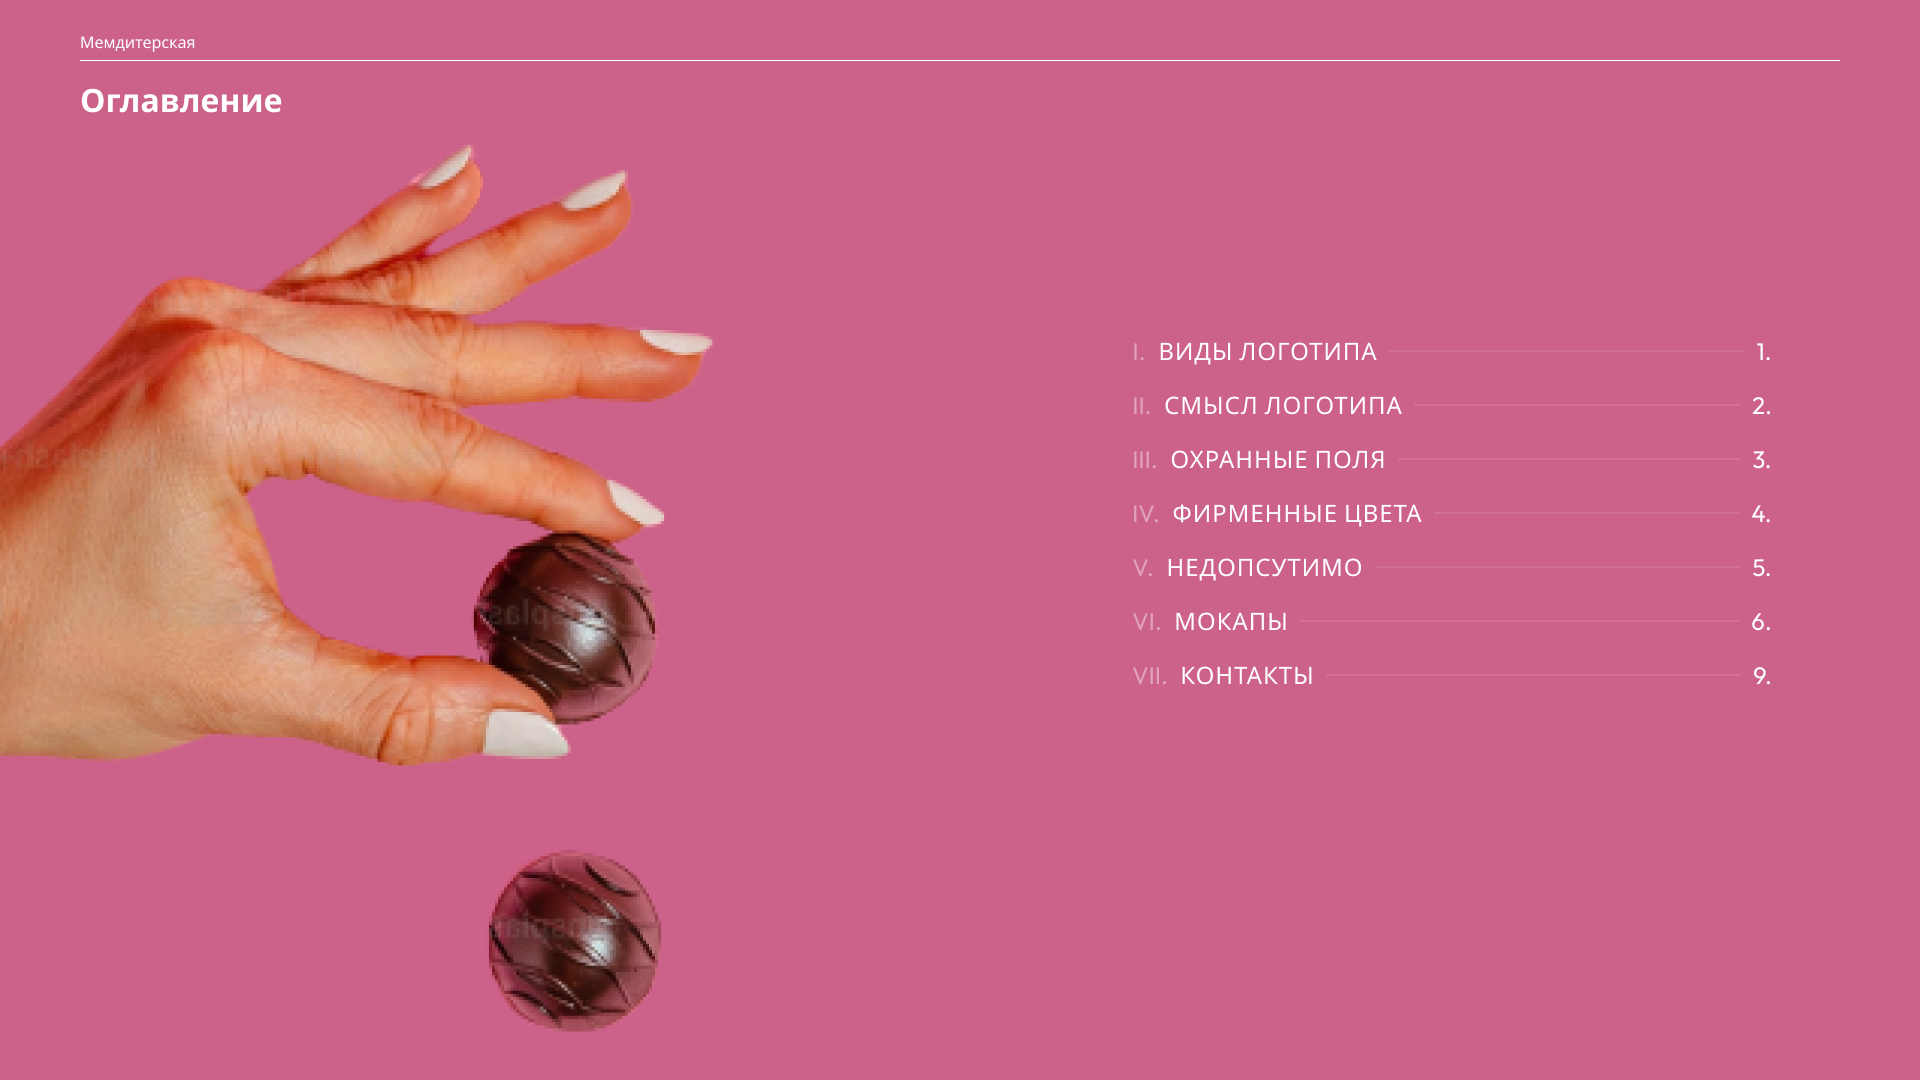 Мемдитерская
Оглавление
I. ВИДЫ ЛОГОТИПА 1.
II. СМЫСЛ ЛОГОТИПА 2.
III. ОХРАННЫЕ ПОЛЯ 3.
IV. ФИРМЕННЫЕ ЦВЕТА 4.
V. НЕДОПСУТИМО 5.
VI. МОКАПЫ 6.
VII. КОНТАКТЫ 9.